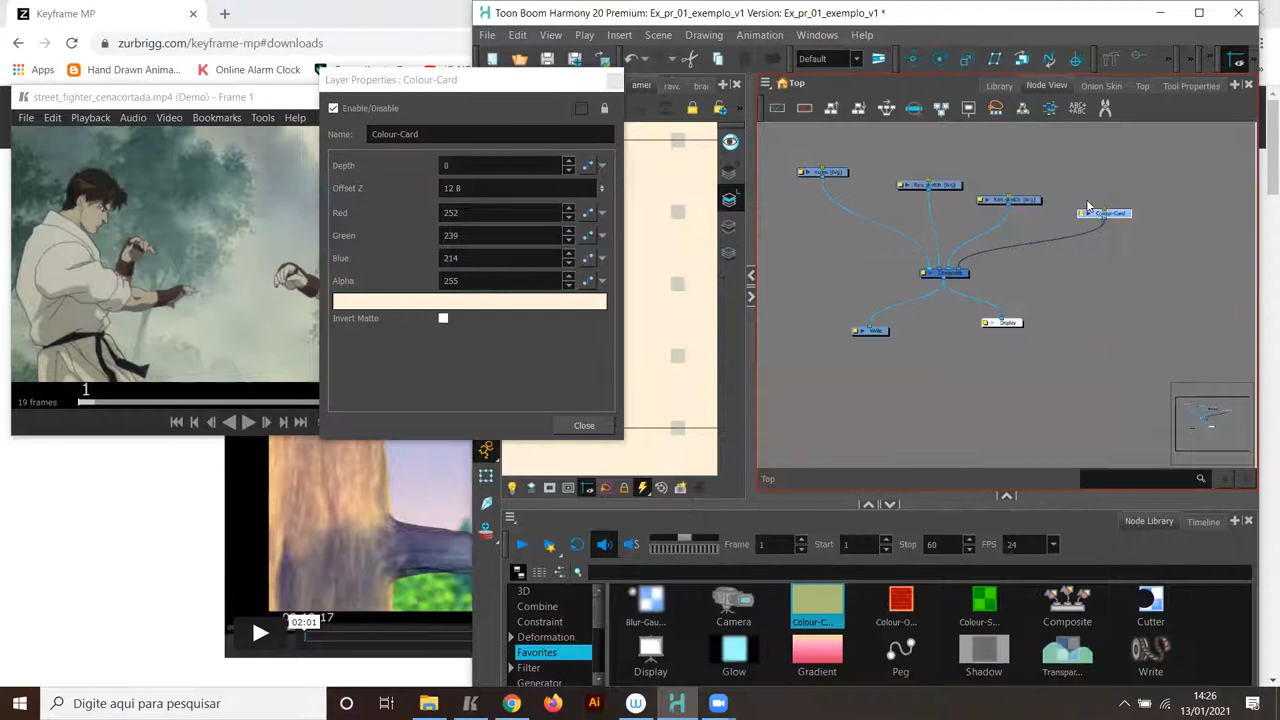 Keyframe MP
zurbrigg.com/keyframe-mp#downloads
Apps
Hand Drawn Anima...
Online Alarm Clock
street_fighter_cenacortada.mp4 (Demo) - Frame 1
File Edit Playback Audio Video Bookmarks Tools Help
1
19 frames
02:01
Toon Boom Harmony 20 Premium: Ex_pr_01_exemplo_v1 Version: Ex_pr_01_exemplo_v1 *
File Edit View Play Insert Scene Drawing Animation Windows Help
Default
Layer Properties : Colour-Card
Enable/Disable
Name: Colour-Card
Depth 0
Offset Z 12 B
Red 252
Green 239
Blue 214
Alpha 255
Invert Matte
Close
Top
Library Node View Onion Skin Top Tool Properties
ABC+
Colour-Card
Composite
Write
Display
Top
Node Library Timeline
Frame 1 Start 1 Stop 60 FPS 24
3D
Combine
Constraint
Deformation
Favorites
Filter
Generator
Blur-Gau...
Camera
Colour-C...
Colour-O...
Colour-S...
Composite
Cutter
Display
Glow
Gradient
Peg
Shadow
Transpar...
Write
Digite aqui para pesquisar
14:26
13/01/2021